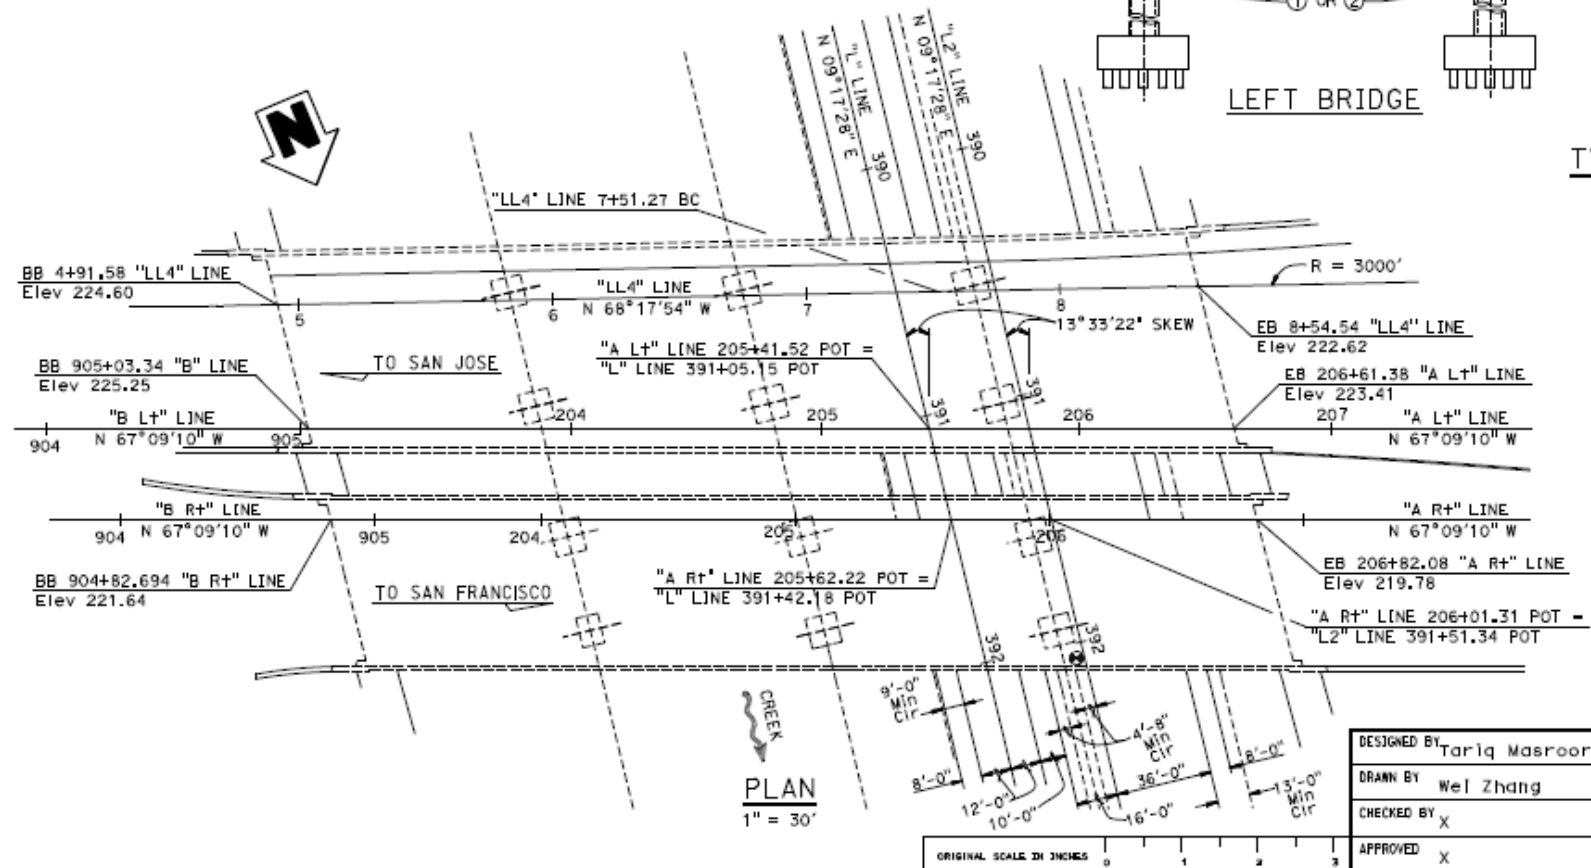 ① OR ②
LEFT BRIDGE
N
N 09°17'28" E
"L" LINE
390
N 09°17'28" E
"L2" LINE
390
"LL4" LINE 7+51.27 BC
BB 4+91.58 "LL4" LINE
Elev 224.60
5
6
"LL4" LINE
N 68°17'54" W
7
8
R = 3000'
13°33'22" SKEW
EB 8+54.54 "LL4" LINE
Elev 222.62
BB 905+03.34 "B" LINE
Elev 225.25
TO SAN JOSE
"A Lt" LINE 205+41.52 POT =
"L" LINE 391+05.15 POT
391
391
EB 206+61.38 "A Lt" LINE
Elev 223.41
"B Lt" LINE
N 67°09'10" W
904
905
204
205
206
207
"A Lt" LINE
N 67°09'10" W
"B Rt" LINE
N 67°09'10" W
904
905
204
205
206
"A Rt" LINE
N 67°09'10" W
BB 904+82.694 "B Rt" LINE
Elev 221.64
TO SAN FRANCISCO
"A Rt" LINE 205+62.22 POT =
"L" LINE 391+42.18 POT
EB 206+82.08 "A Rt" LINE
Elev 219.78
"A Rt" LINE 206+01.31 POT =
"L2" LINE 391+51.34 POT
392
392
CREEK
9'-0"
Min
Clr
8'-0"
12'-0"
10'-0"
4'-8"
Min
Clr
36'-0"
16'-0"
8'-0"
13'-0"
Min
Clr
PLAN
1" = 30'
ORIGINAL SCALE IN INCHES 0 1 2 3
DESIGNED BY Tariq Masroor
DRAWN BY Wei Zhang
CHECKED BY X
APPROVED X